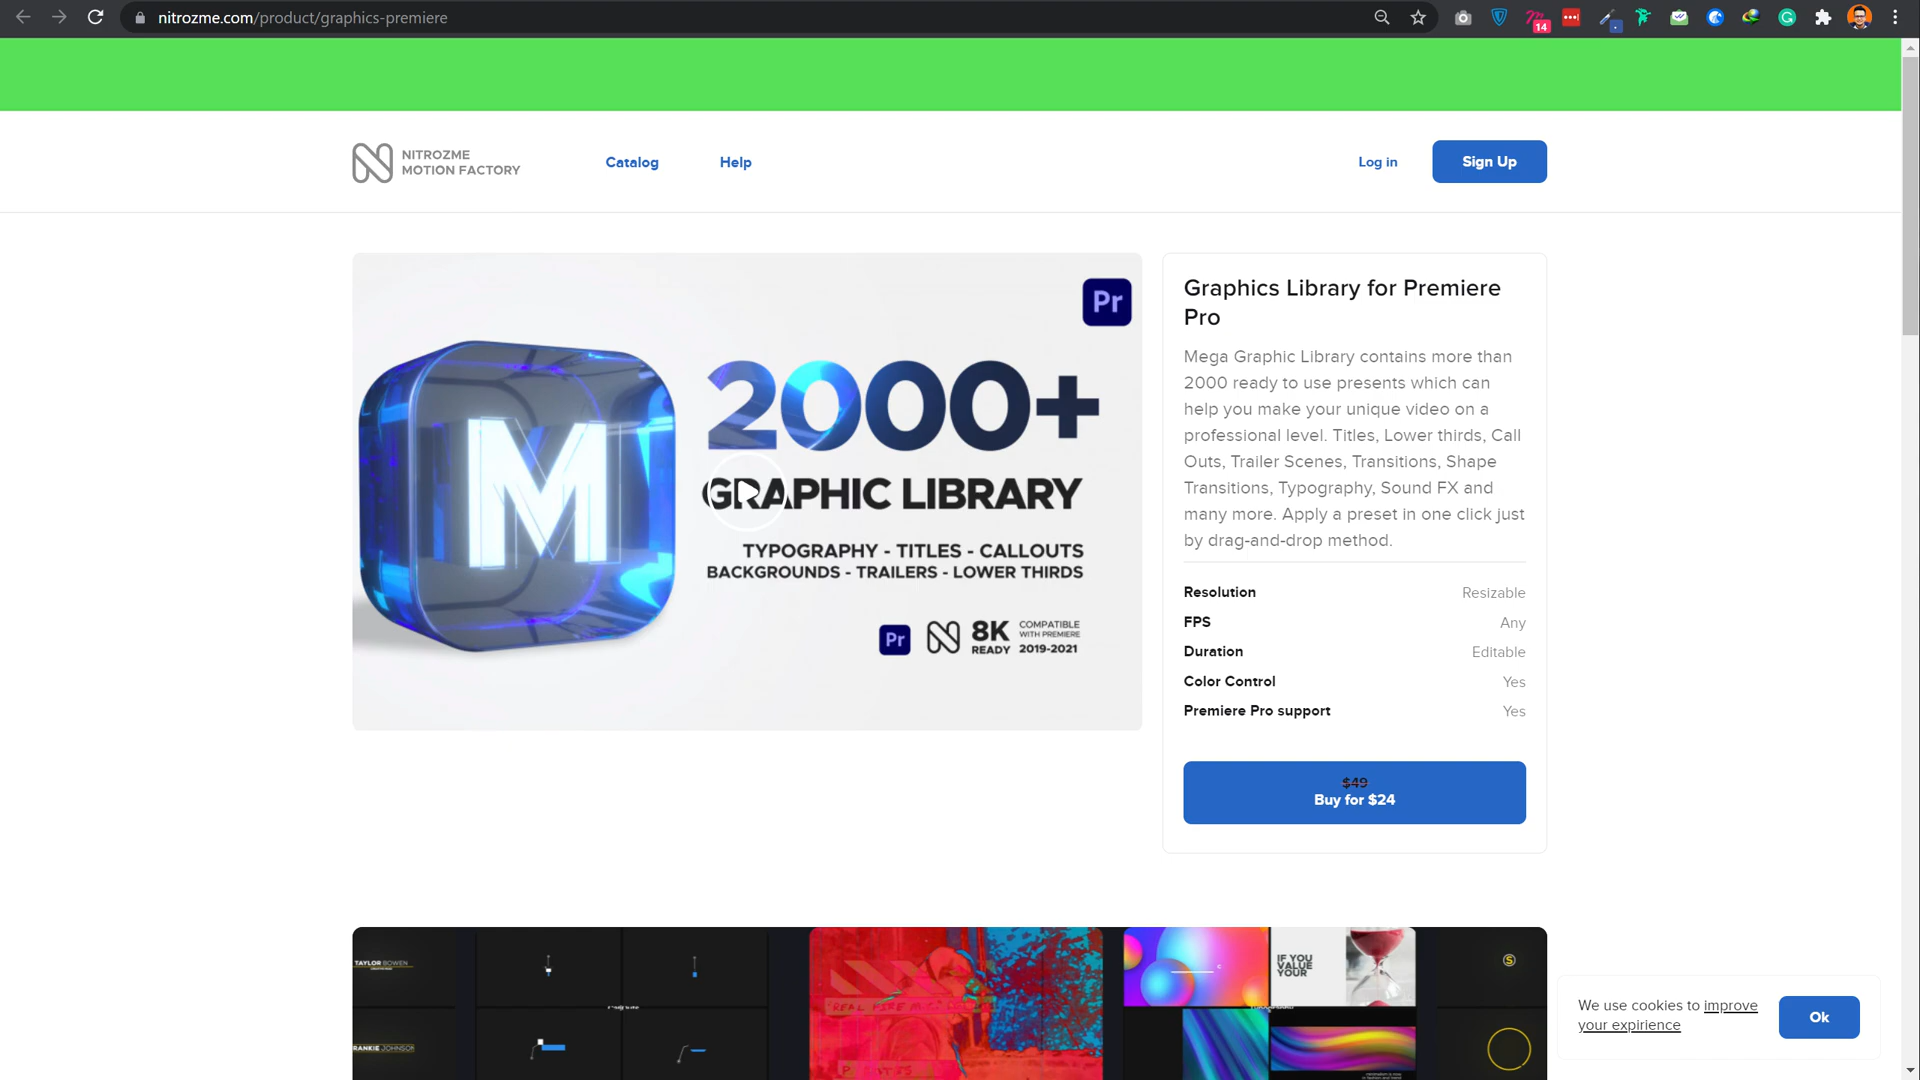 nitrozme.com/product/graphics-premiere
14
NITROZME
MOTION FACTORY
Catalog
Help
Log in
Sign Up
Pr
M
2000+
GRAPHIC LIBRARY
TYPOGRAPHY - TITLES - CALLOUTS
BACKGROUNDS - TRAILERS - LOWER THIRDS
Pr
8K
READY
COMPATIBLE
WITH PREMIERE
2019-2021
Graphics Library for Premiere
Pro
Mega Graphic Library contains more than
2000 ready to use presents which can
help you make your unique video on a
professional level. Titles, Lower thirds, Call
Outs, Trailer Scenes, Transitions, Shape
Transitions, Typography, Sound FX and
many more. Apply a preset in one click just
by drag-and-drop method.
Resolution Resizable
FPS Any
Duration Editable
Color Control Yes
Premiere Pro support Yes
$49
Buy for $24
TAYLOR BOWEN
IF YOU
VALUE
YOUR
S
"REAL FIRE
RANKIE JOHNSON
We use cookies to improve
your expirience
Ok